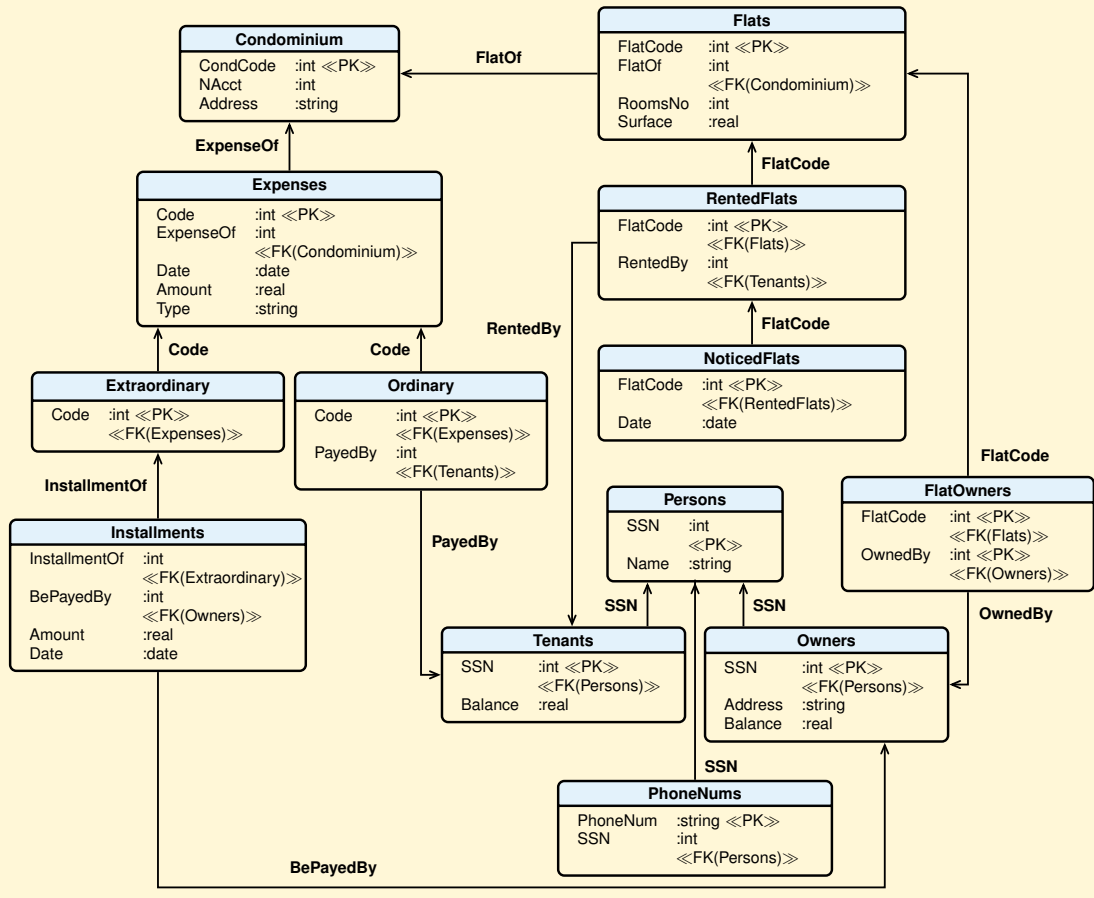 Condominium
CondCode :int ≪PK≫
NAcct :int
Address :string
FlatOf
Flats
FlatCode :int ≪PK≫
FlatOf :int
≪FK(Condominium)≫
RoomsNo :int
Surface :real
ExpenseOf
FlatCode
Expenses
Code :int ≪PK≫
ExpenseOf :int
≪FK(Condominium)≫
Date :date
Amount :real
Type :string
RentedFlats
FlatCode :int ≪PK≫
≪FK(Flats)≫
RentedBy :int
≪FK(Tenants)≫
RentedBy
FlatCode
Code
Code
Extraordinary
Code :int ≪PK≫
≪FK(Expenses)≫
Ordinary
Code :int ≪PK≫
≪FK(Expenses)≫
PayedBy :int
≪FK(Tenants)≫
NoticedFlats
FlatCode :int ≪PK≫
≪FK(RentedFlats)≫
Date :date
FlatCode
InstallmentOf
FlatOwners
FlatCode :int ≪PK≫
≪FK(Flats)≫
OwnedBy :int ≪PK≫
≪FK(Owners)≫
Persons
SSN :int
≪PK≫
Name :string
Installments
InstallmentOf :int
≪FK(Extraordinary)≫
BePayedBy :int
≪FK(Owners)≫
Amount :real
Date :date
PayedBy
SSN
SSN
OwnedBy
Tenants
SSN :int ≪PK≫
≪FK(Persons)≫
Balance :real
Owners
SSN :int ≪PK≫
≪FK(Persons)≫
Address :string
Balance :real
SSN
PhoneNums
PhoneNum :string ≪PK≫
SSN :int
≪FK(Persons)≫
BePayedBy